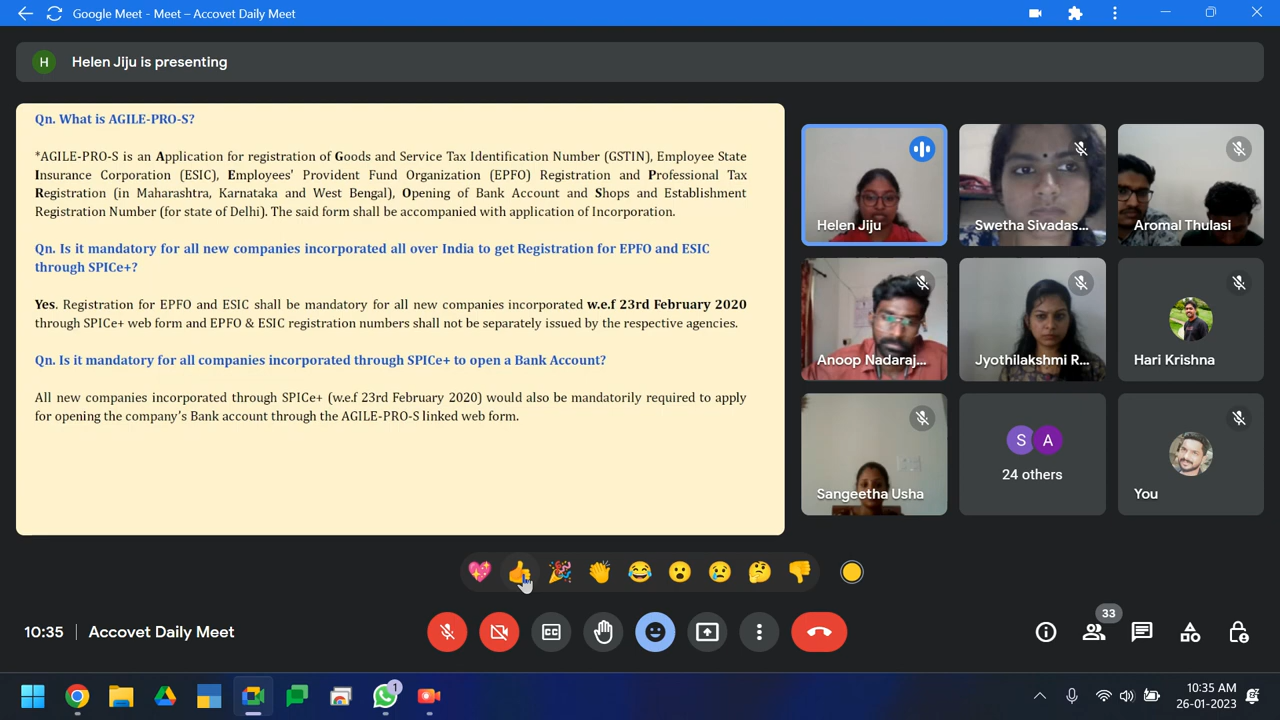 Google Meet - Meet – Accovet Daily Meet
H
Helen Jiju is presenting
Qn. What is AGILE-PRO-S?
*AGILE-PRO-S is an Application for registration of Goods and Service Tax Identification Number (GSTIN), Employee State
Insurance Corporation (ESIC), Employees' Provident Fund Organization (EPFO) Registration and Professional Tax
Registration (in Maharashtra, Karnataka and West Bengal), Opening of Bank Account and Shops and Establishment
Registration Number (for state of Delhi). The said form shall be accompanied with application of Incorporation.
Qn. Is it mandatory for all new companies incorporated all over India to get Registration for EPFO and ESIC
through SPICe+?
Yes. Registration for EPFO and ESIC shall be mandatory for all new companies incorporated w.e.f 23rd February 2020
through SPICe+ web form and EPFO & ESIC registration numbers shall not be separately issued by the respective agencies.
Qn. Is it mandatory for all companies incorporated through SPICe+ to open a Bank Account?
All new companies incorporated through SPICe+ (w.e.f 23rd February 2020) would also be mandatorily required to apply
for opening the company's Bank account through the AGILE-PRO-S linked web form.
Helen Jiju
Swetha Sivadas...
Aromal Thulasi
Anoop Nadaraj...
Jyothilakshmi R...
Hari Krishna
Sangeetha Usha
S A
24 others
You
10:35 | Accovet Daily Meet
CC
33
1
10:35 AM
26-01-2023